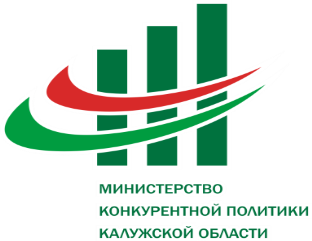 МИНИСТЕРСТВО
КОНКУРЕНТНОЙ ПОЛИТИКИ
КАЛУЖСКОЙ ОБЛАСТИ